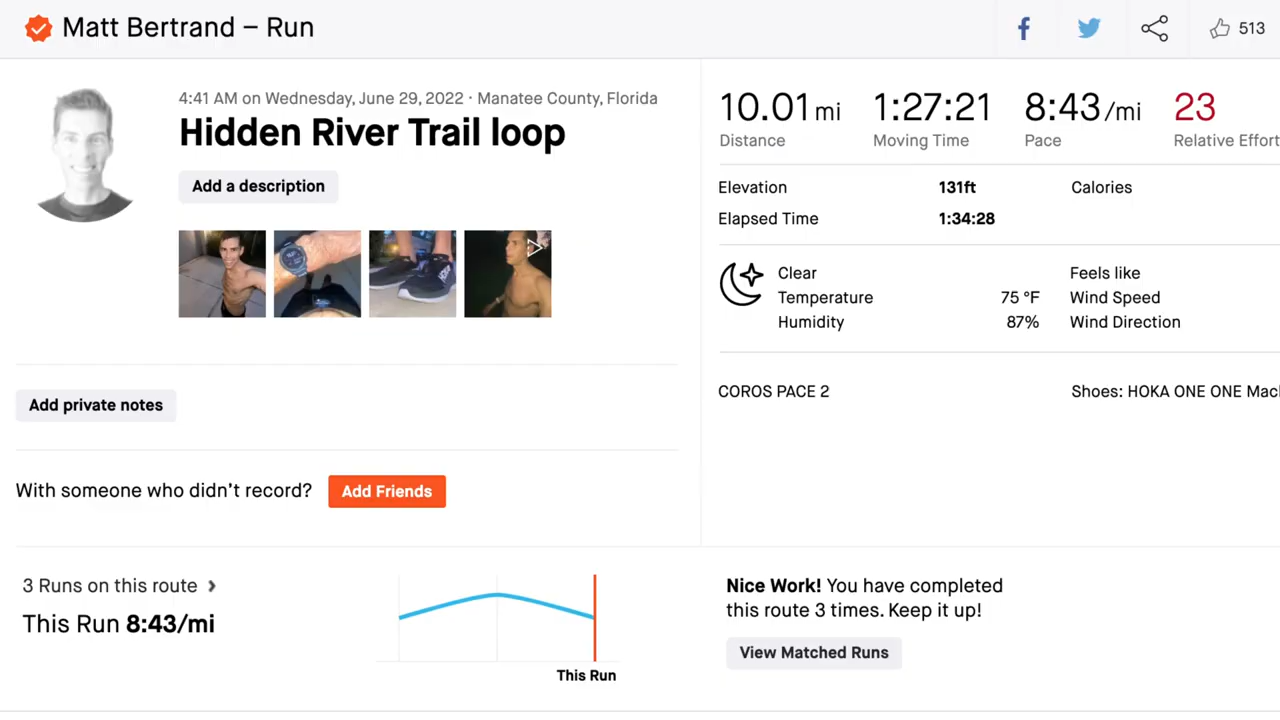 Matt Bertrand – Run
513
4:41 AM on Wednesday, June 29, 2022 · Manatee County, Florida
Hidden River Trail loop
Add a description
10.01 mi
Distance
1:27:21
Moving Time
8:43 /mi
Pace
23
Relative Effort
Elevation 131ft Calories
Elapsed Time 1:34:28
Clear Feels like
Temperature 75 °F Wind Speed
Humidity 87% Wind Direction
COROS PACE 2 Shoes: HOKA ONE ONE
Add private notes
With someone who didn't record? Add Friends
3 Runs on this route
This Run 8:43/mi
This Run
Nice Work! You have completed
this route 3 times. Keep it up!
View Matched Runs